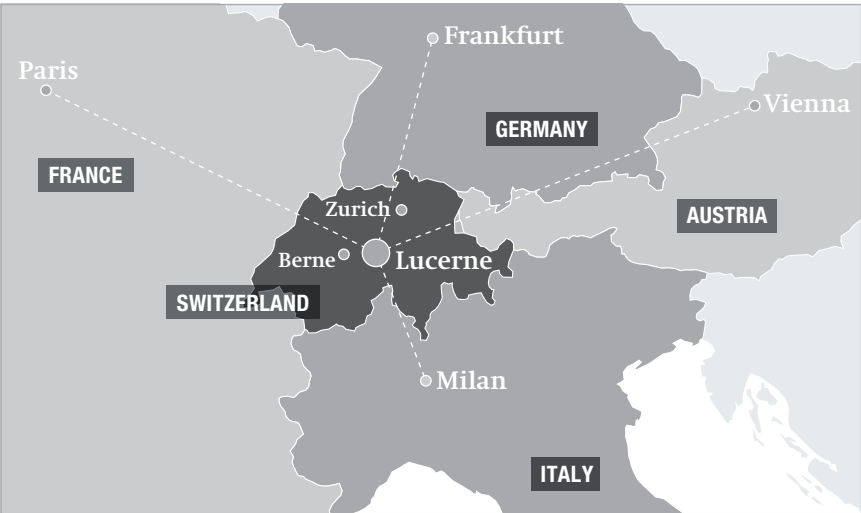 Frankfurt
Paris
Vienna
GERMANY
FRANCE
Zurich
AUSTRIA
Berne
Lucerne
SWITZERLAND
Milan
ITALY